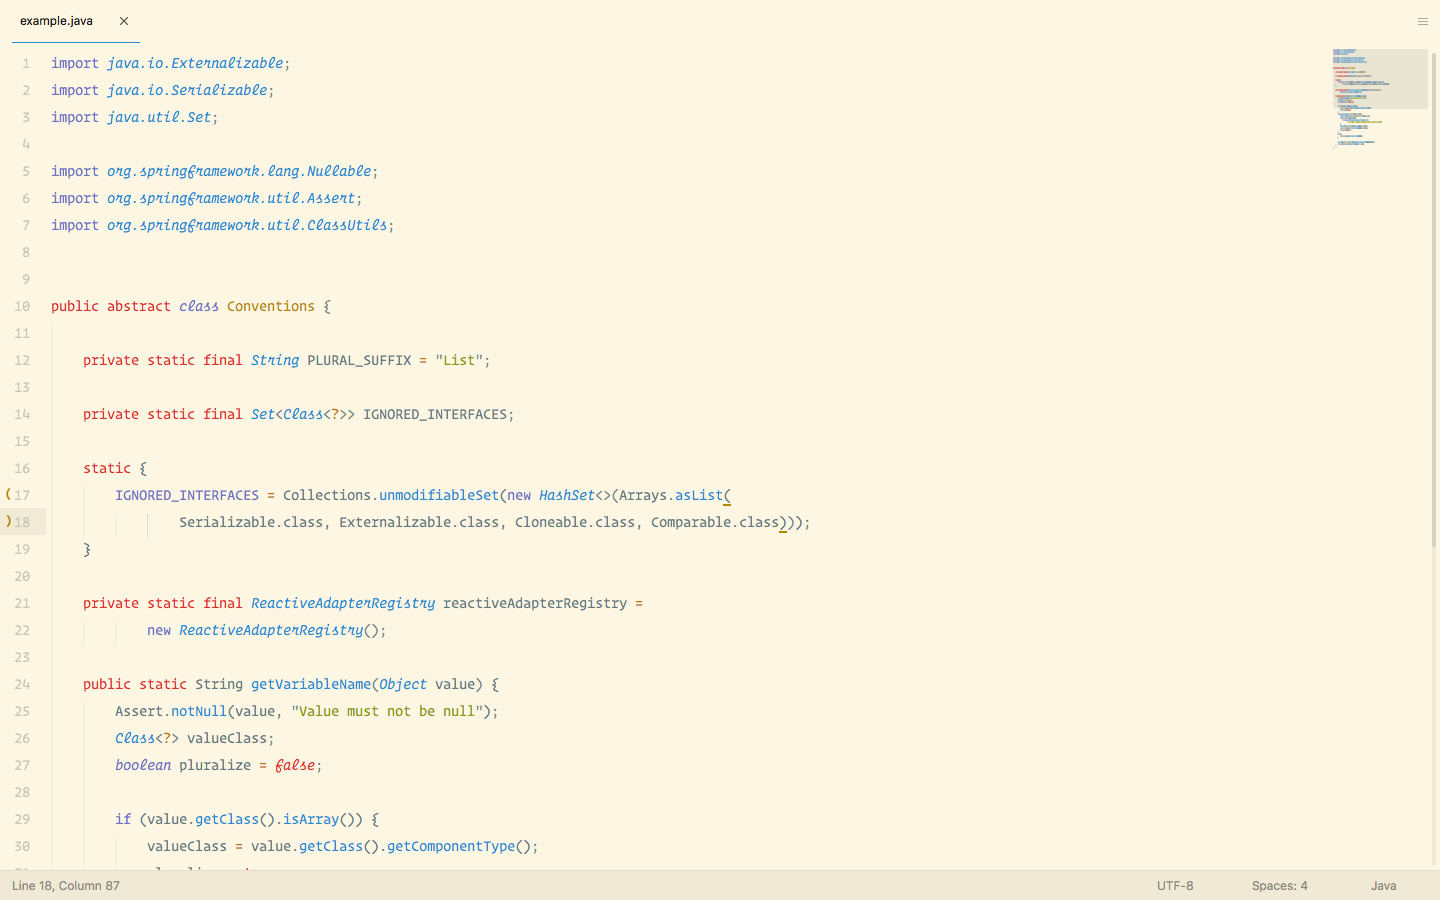 example.java ×
1 import java.io.Externalizable;
2 import java.io.Serializable;
3 import java.util.Set;
4
5 import org.springframework.lang.Nullable;
6 import org.springframework.util.Assert;
7 import org.springframework.util.ClassUtils;
8
9
10 public abstract class Conventions {
11
12     private static final String PLURAL_SUFFIX = "List";
13
14     private static final Set<Class<?>> IGNORED_INTERFACES;
15
16     static {
17         IGNORED_INTERFACES = Collections.unmodifiableSet(new HashSet<>(Arrays.asList(
18                 Serializable.class, Externalizable.class, Cloneable.class, Comparable.class)));
19     }
20
21     private static final ReactiveAdapterRegistry reactiveAdapterRegistry =
22             new ReactiveAdapterRegistry();
23
24     public static String getVariableName(Object value) {
25         Assert.notNull(value, "Value must not be null");
26         Class<?> valueClass;
27         boolean pluralize = false;
28
29         if (value.getClass().isArray()) {
30             valueClass = value.getClass().getComponentType();
Line 18, Column 87 UTF-8 Spaces: 4 Java